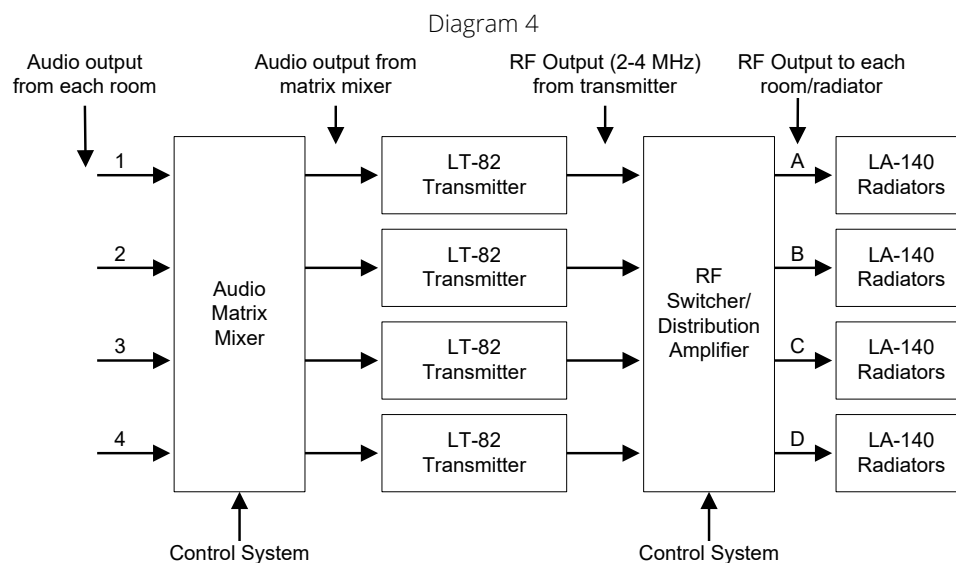 Diagram 4
Audio output
from each room
Audio output from
matrix mixer
RF Output (2-4 MHz)
from transmitter
RF Output to each
room/radiator
1
2
3
4
Audio
Matrix
Mixer
LT-82
Transmitter
LT-82
Transmitter
LT-82
Transmitter
LT-82
Transmitter
RF
Switcher/
Distribution
Amplifier
A
B
C
D
LA-140
Radiators
LA-140
Radiators
LA-140
Radiators
LA-140
Radiators
Control System
Control System